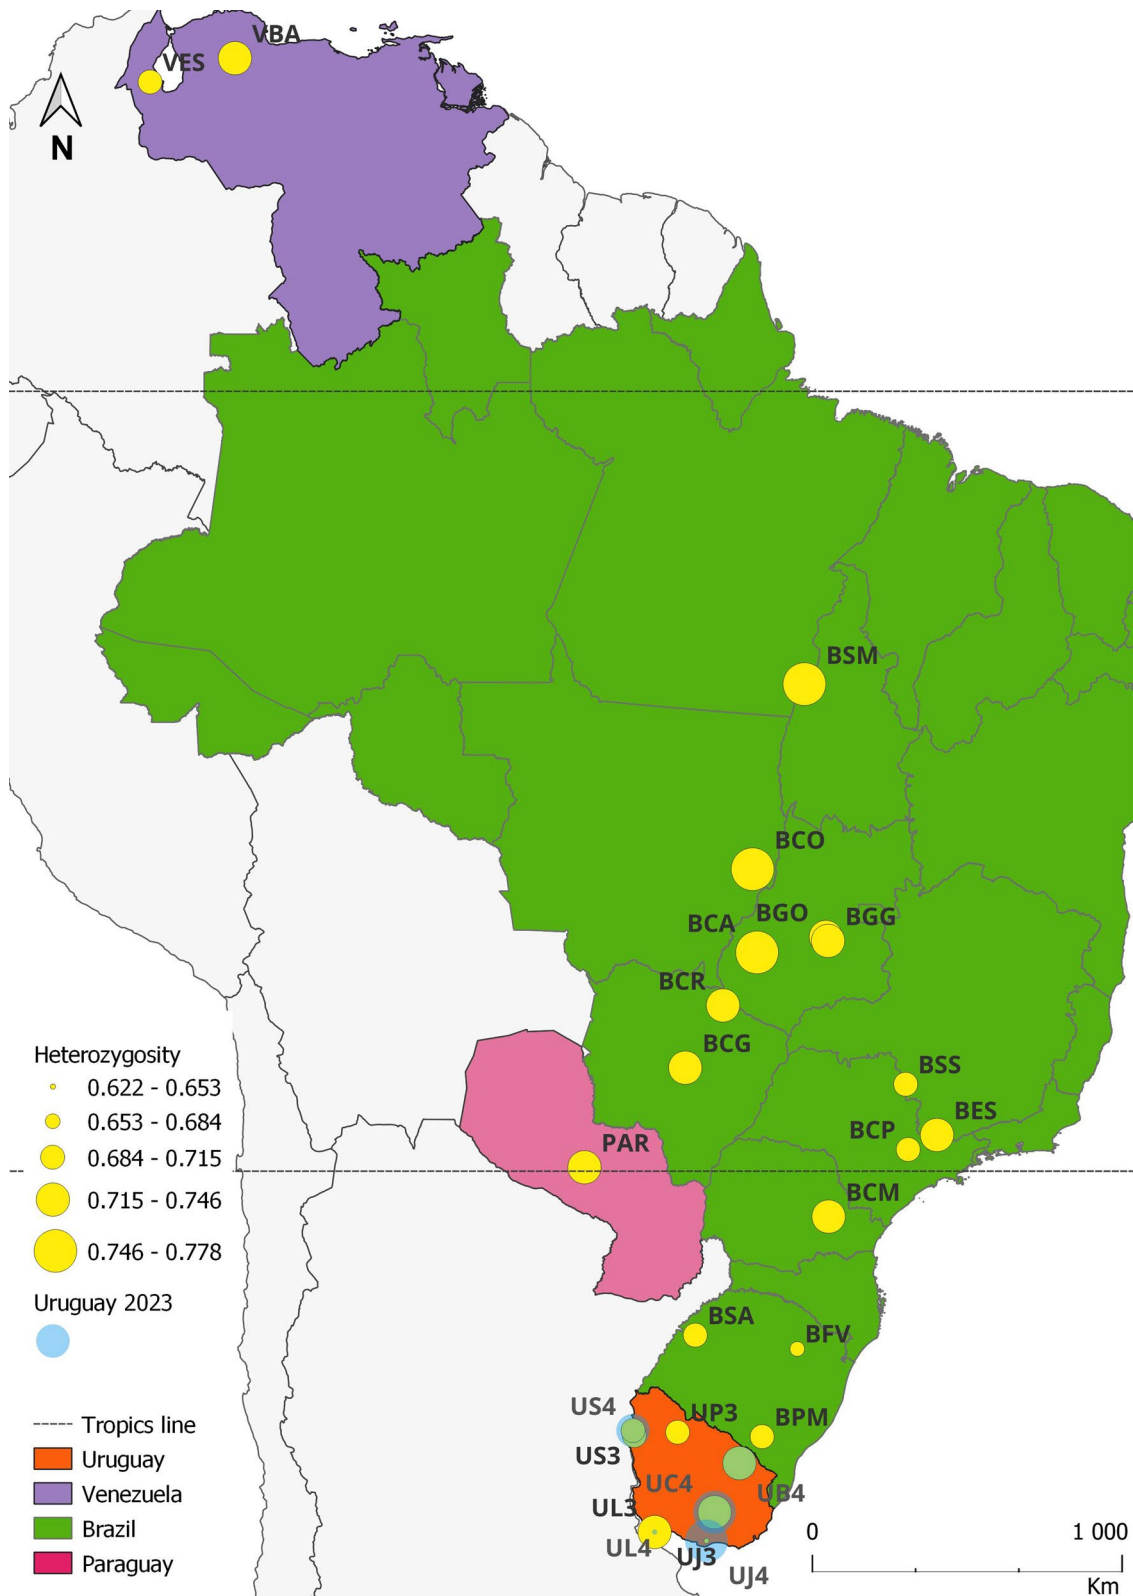 VBA
VES
N
BSM
BCO
BCA
BGO
BGG
BCR
BCG
BSS
BES
BCP
PAR
BCM
BSA
BFV
US4
UP3
BPM
US3
UC4
UB4
UL3
UL4
UJ3
UJ4
Heterozygosity
0.622 - 0.653
0.653 - 0.684
0.684 - 0.715
0.715 - 0.746
0.746 - 0.778
Uruguay 2023
Tropics line
Uruguay
Venezuela
Brazil
Paraguay
0 1 000
Km